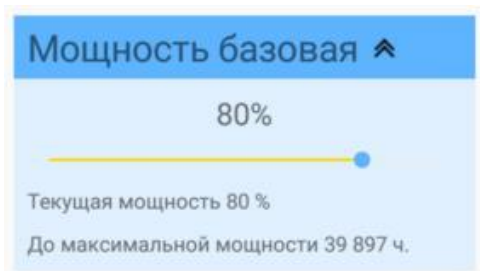 Мощность базовая
80%
Текущая мощность 80 %
До максимальной мощности 39 897 ч.